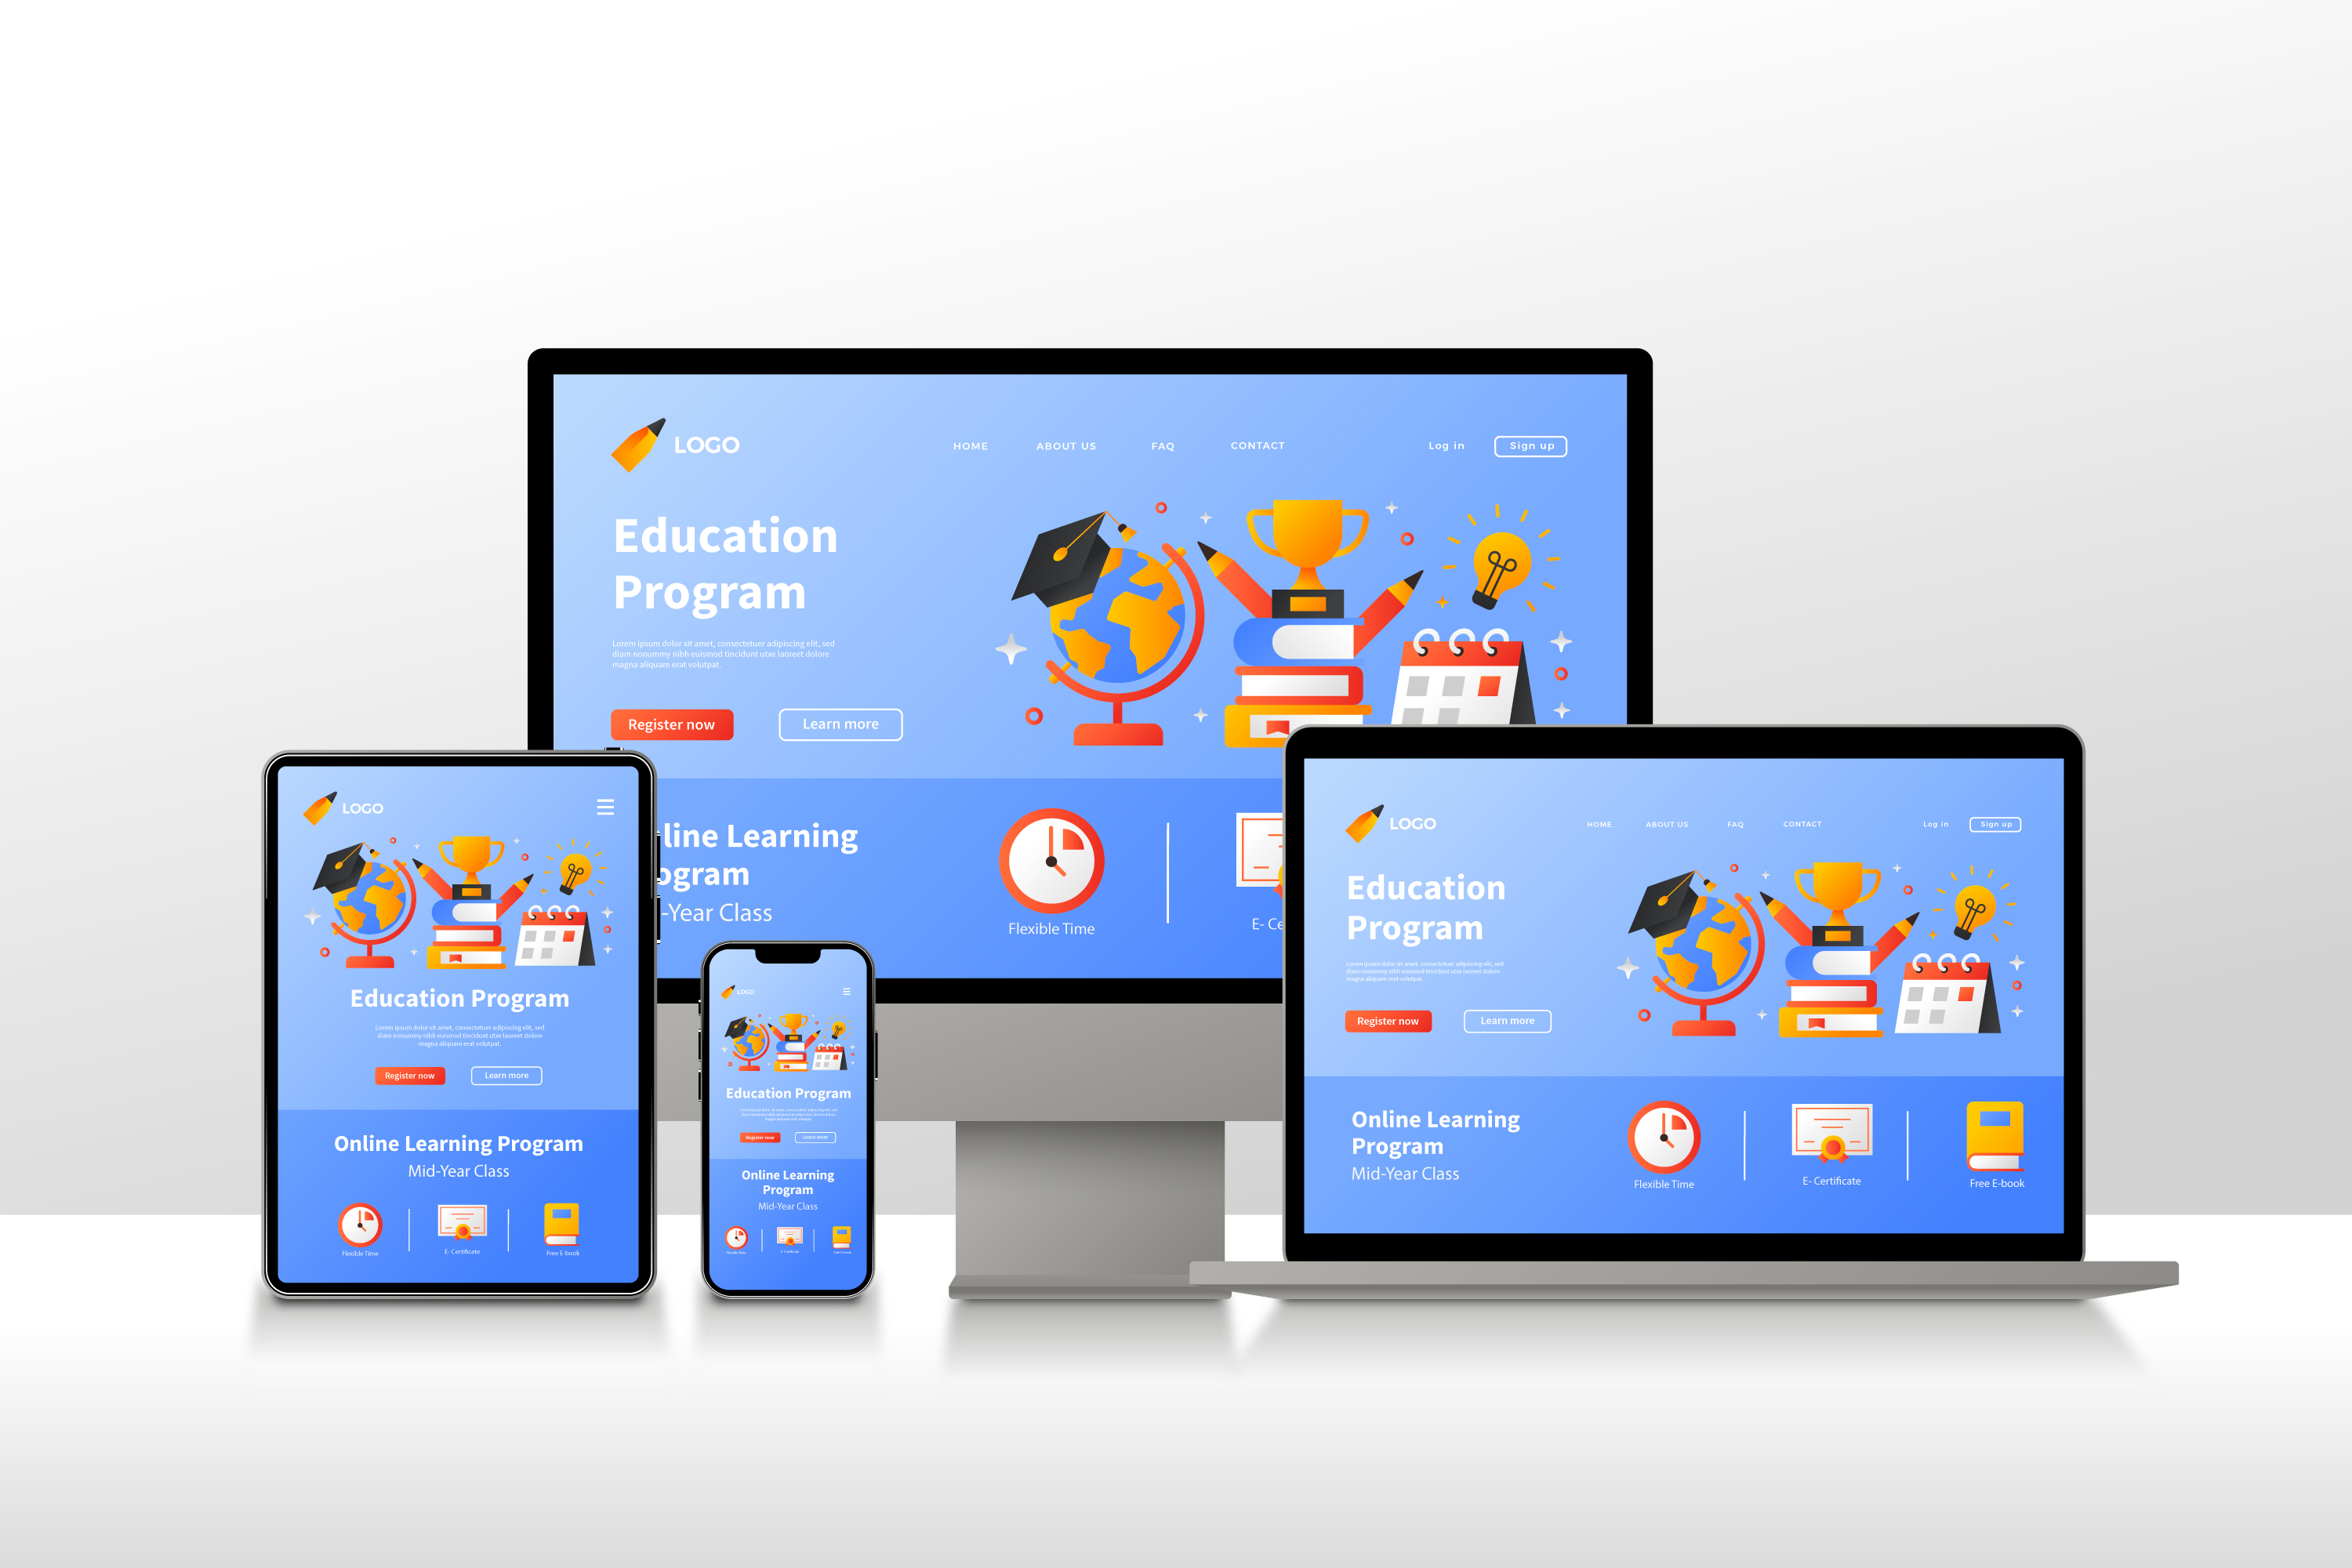 LOGO
HOME ABOUT US FAQ CONTACT Log in Sign up
Education
Program
Lorem ipsum dolor sit amet, consectetuer adipiscing elit, sed
diam nonummy nibh euismod tincidunt utxe laoreet dolore
magna aliquam erat volutpat.
Register now Learn more
line Learning
ogram
-Year Class
Flexible Time
E- Ce
LOGO
Education Program
Lorem ipsum dolor sit amet, consectetuer adipiscing elit, sed
diam nonummy nibh euismod tincidunt utxe laoreet dolore
magna aliquam erat volutpat.
Register now Learn more
Online Learning Program
Mid-Year Class
Flexible Time E- Certificate Free E-book
LOGO
Education Program
Register now Learn more
Online Learning
Program
Mid-Year Class
Flexible Time E- Certificate Free E-book
LOGO
HOME ABOUT US FAQ CONTACT Log in Sign up
Education
Program
Lorem ipsum dolor sit amet, consectetuer adipiscing elit, sed
diam nonummy nibh euismod tincidunt utxe laoreet dolore
magna aliquam erat volutpat.
Register now Learn more
Online Learning
Program
Mid-Year Class
Flexible Time E- Certificate Free E-book